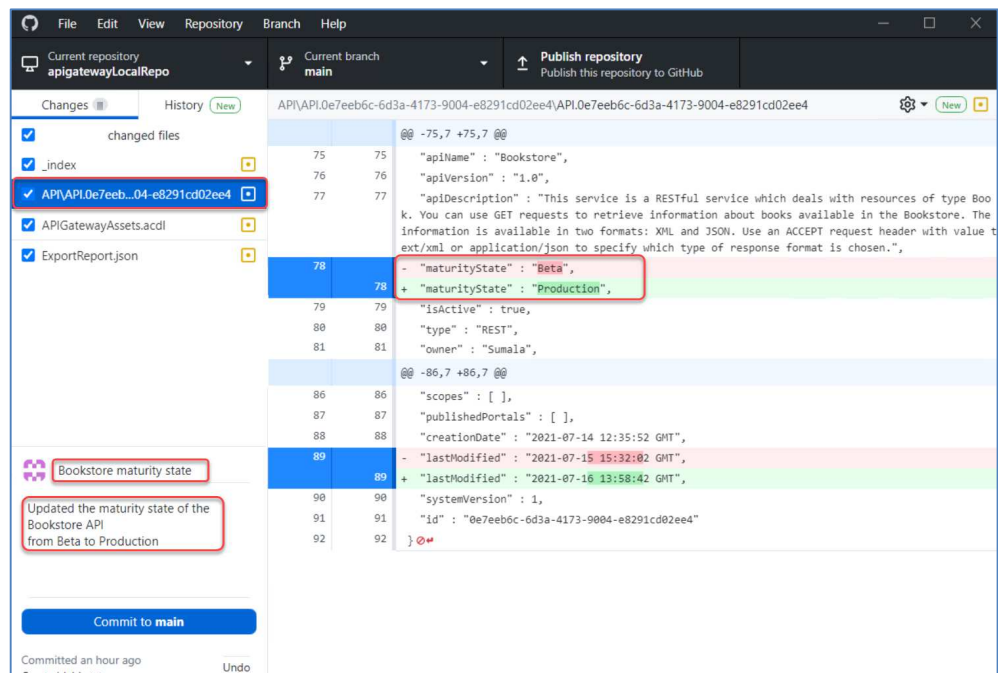 File Edit View Repository Branch Help
Current repository
apigatewayLocalRepo
Current branch
main
Publish repository
Publish this repository to GitHub
Changes
History New
API\API.0e7eeb6c-6d3a-4173-9004-e8291cd02ee4\API.0e7eeb6c-6d3a-4173-9004-e8291cd02ee4
New
changed files
_index
API\API.0e7eeb...04-e8291cd02ee4
APIGatewayAssets.acdl
ExportReport.json
@@ -75,7 +75,7 @@
75 75 "apiName" : "Bookstore",
76 76 "apiVersion" : "1.0",
77 77 "apiDescription" : "This service is a RESTful service which deals with resources of type Boo
k. You can use GET requests to retrieve information about books available in the Bookstore. The
information is available in two formats: XML and JSON. Use an ACCEPT request header with value t
ext/xml or application/json to specify which type of response format is chosen.",
78 - "maturityState" : "Beta",
78 + "maturityState" : "Production",
79 79 "isActive" : true,
80 80 "type" : "REST",
81 81 "owner" : "Sumala",
@@ -86,7 +86,7 @@
86 86 "scopes" : [ ],
87 87 "publishedPortals" : [ ],
88 88 "creationDate" : "2021-07-14 12:35:52 GMT",
89 - "lastModified" : "2021-07-15 15:32:02 GMT",
89 + "lastModified" : "2021-07-16 13:58:42 GMT",
90 90 "systemVersion" : 1,
91 91 "id" : "0e7eeb6c-6d3a-4173-9004-e8291cd02ee4"
92 92 }
Bookstore maturity state
Updated the maturity state of the
Bookstore API
from Beta to Production
Commit to main
Committed an hour ago
Undo